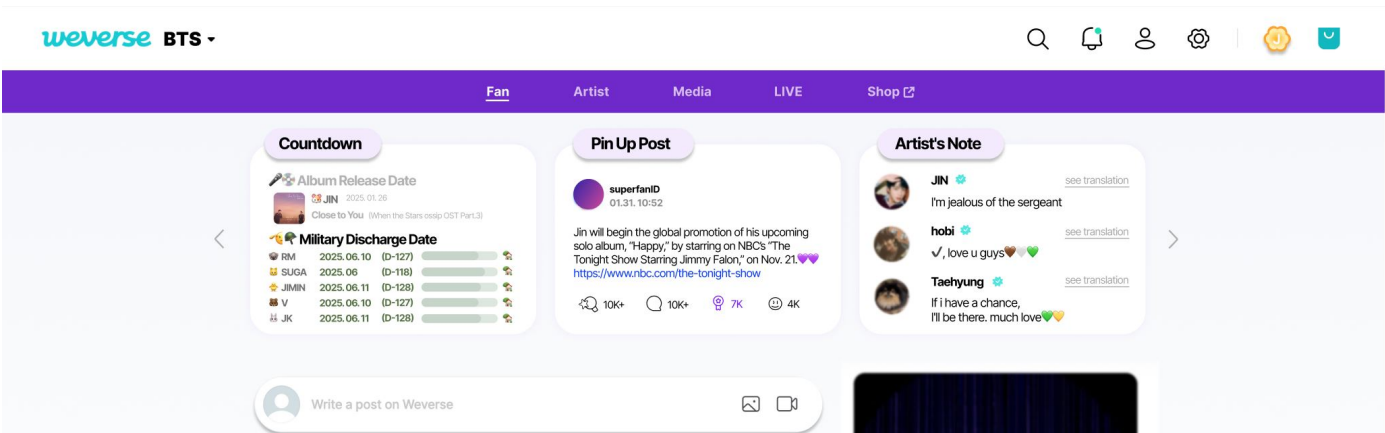 weverse BTS
Fan Artist Media LIVE Shop
Countdown
Album Release Date
JIN 2025. 01. 26
Close to You (When the Stars ossip OST Part.3)
Military Discharge Date
RM 2025.06.10 (D-127)
SUGA 2025.06 (D-118)
JIMIN 2025.06.11 (D-128)
V 2025.06.10 (D-127)
JK 2025.06.11 (D-128)
Pin Up Post
superfanID
01.31. 10:52
Jin will begin the global promotion of his upcoming
solo album, "Happy," by starring on NBC's "The
Tonight Show Starring Jimmy Falon," on Nov. 21.💜💜
https://www.nbc.com/the-tonight-show
10K+ 10K+ 7K 4K
Artist's Note
JIN see translation
I'm jealous of the sergeant
hobi see translation
✓, love u guys🤎🤍💚
Taehyung see translation
If i have a chance,
I'll be there. much love💚💛
Write a post on Weverse
J